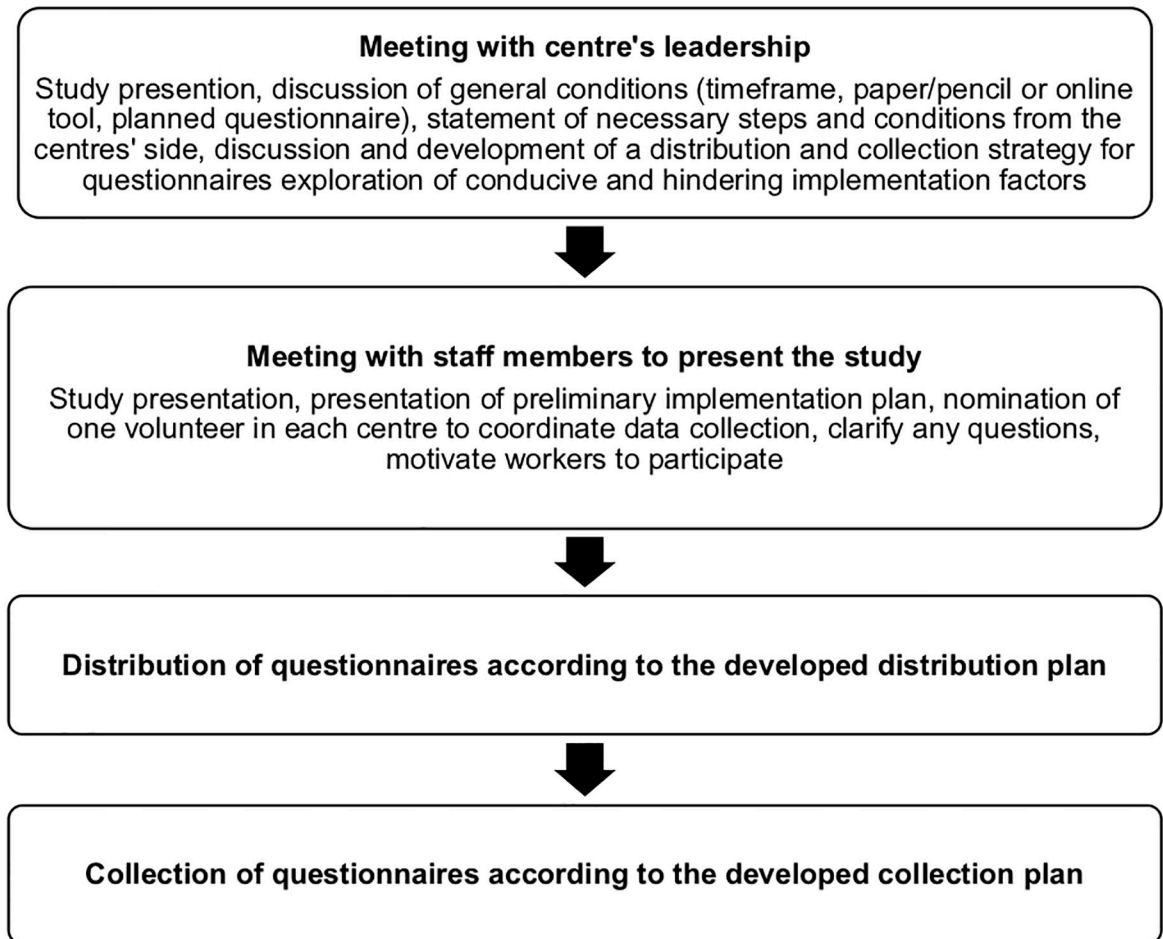 Meeting with centre's leadership
Study presention, discussion of general conditions (timeframe, paper/pencil or online
tool, planned questionnaire), statement of necessary steps and conditions from the
centres' side, discussion and development of a distribution and collection strategy for
questionnaires exploration of conducive and hindering implementation factors
Meeting with staff members to present the study
Study presentation, presentation of preliminary implementation plan, nomination of
one volunteer in each centre to coordinate data collection, clarify any questions,
motivate workers to participate
Distribution of questionnaires according to the developed distribution plan
Collection of questionnaires according to the developed collection plan